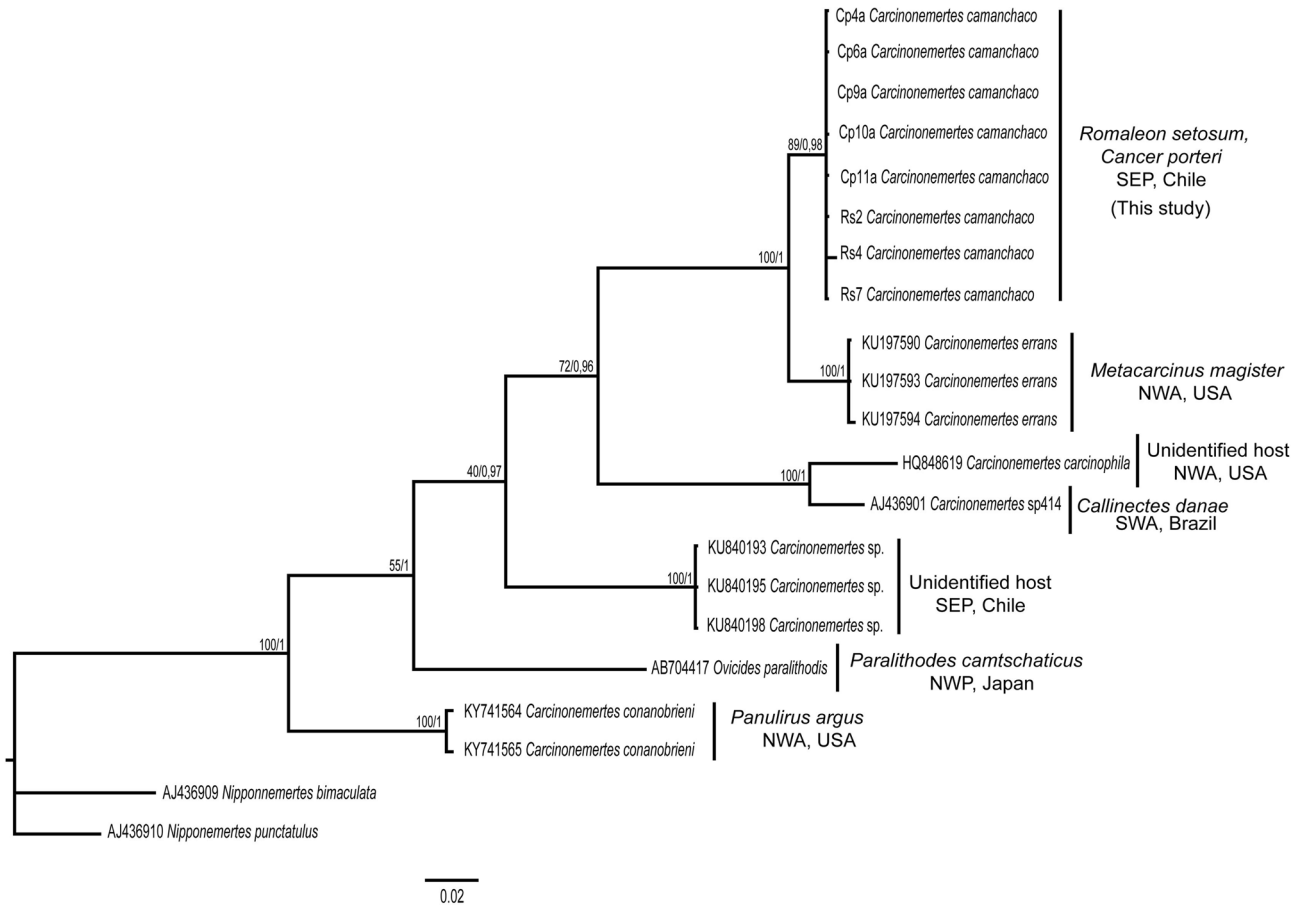 Cp4a Carcinonemertes camanchaco
Cp6a Carcinonemertes camanchaco
Cp9a Carcinonemertes camanchaco
Cp10a Carcinonemertes camanchaco
Cp11a Carcinonemertes camanchaco
Rs2 Carcinonemertes camanchaco
Rs4 Carcinonemertes camanchaco
Rs7 Carcinonemertes camanchaco
Romaleon setosum,
Cancer porteri
SEP, Chile
(This study)
89/0,98
100/1
KU197590 Carcinonemertes errans
KU197593 Carcinonemertes errans
KU197594 Carcinonemertes errans
100/1
Metacarcinus magister
NWA, USA
72/0,96
HQ848619 Carcinonemertes carcinophila
Unidentified host
NWA, USA
100/1
AJ436901 Carcinonemertes sp414
Callinectes danae
SWA, Brazil
40/0,97
KU840193 Carcinonemertes sp.
KU840195 Carcinonemertes sp.
KU840198 Carcinonemertes sp.
100/1
Unidentified host
SEP, Chile
55/1
AB704417 Ovicides paralithodis
Paralithodes camtschaticus
NWP, Japan
100/1
KY741564 Carcinonemertes conanobrieni
KY741565 Carcinonemertes conanobrieni
100/1
Panulirus argus
NWA, USA
AJ436909 Nipponnemertes bimaculata
AJ436910 Nipponemertes punctatulus
0.02